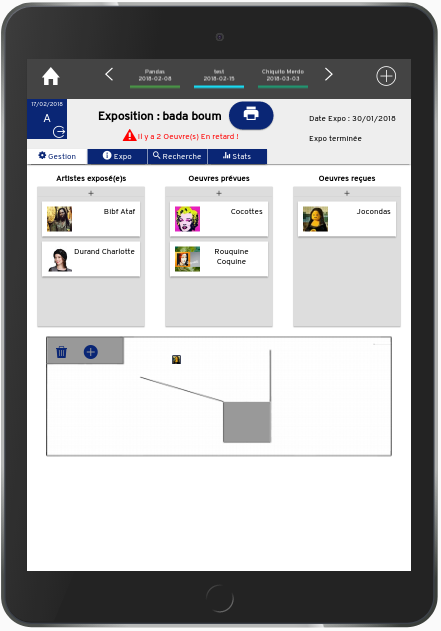 Pandas
2018-02-08
test
2018-02-15
Chiquito Merdo
2018-03-03
17/02/2018
A
Exposition : bada boum
Date Expo : 30/01/2018
Il y a 2 Oeuvre(s) En retard !
Expo terminée
Gestion
Expo
Recherche
Stats
Artistes exposé(e)s
Oeuvres prévues
Oeuvres reçues
+
+
+
Bibf Ataf
Cocottes
Jocondas
Durand Charlotte
Rouquine
Coquine